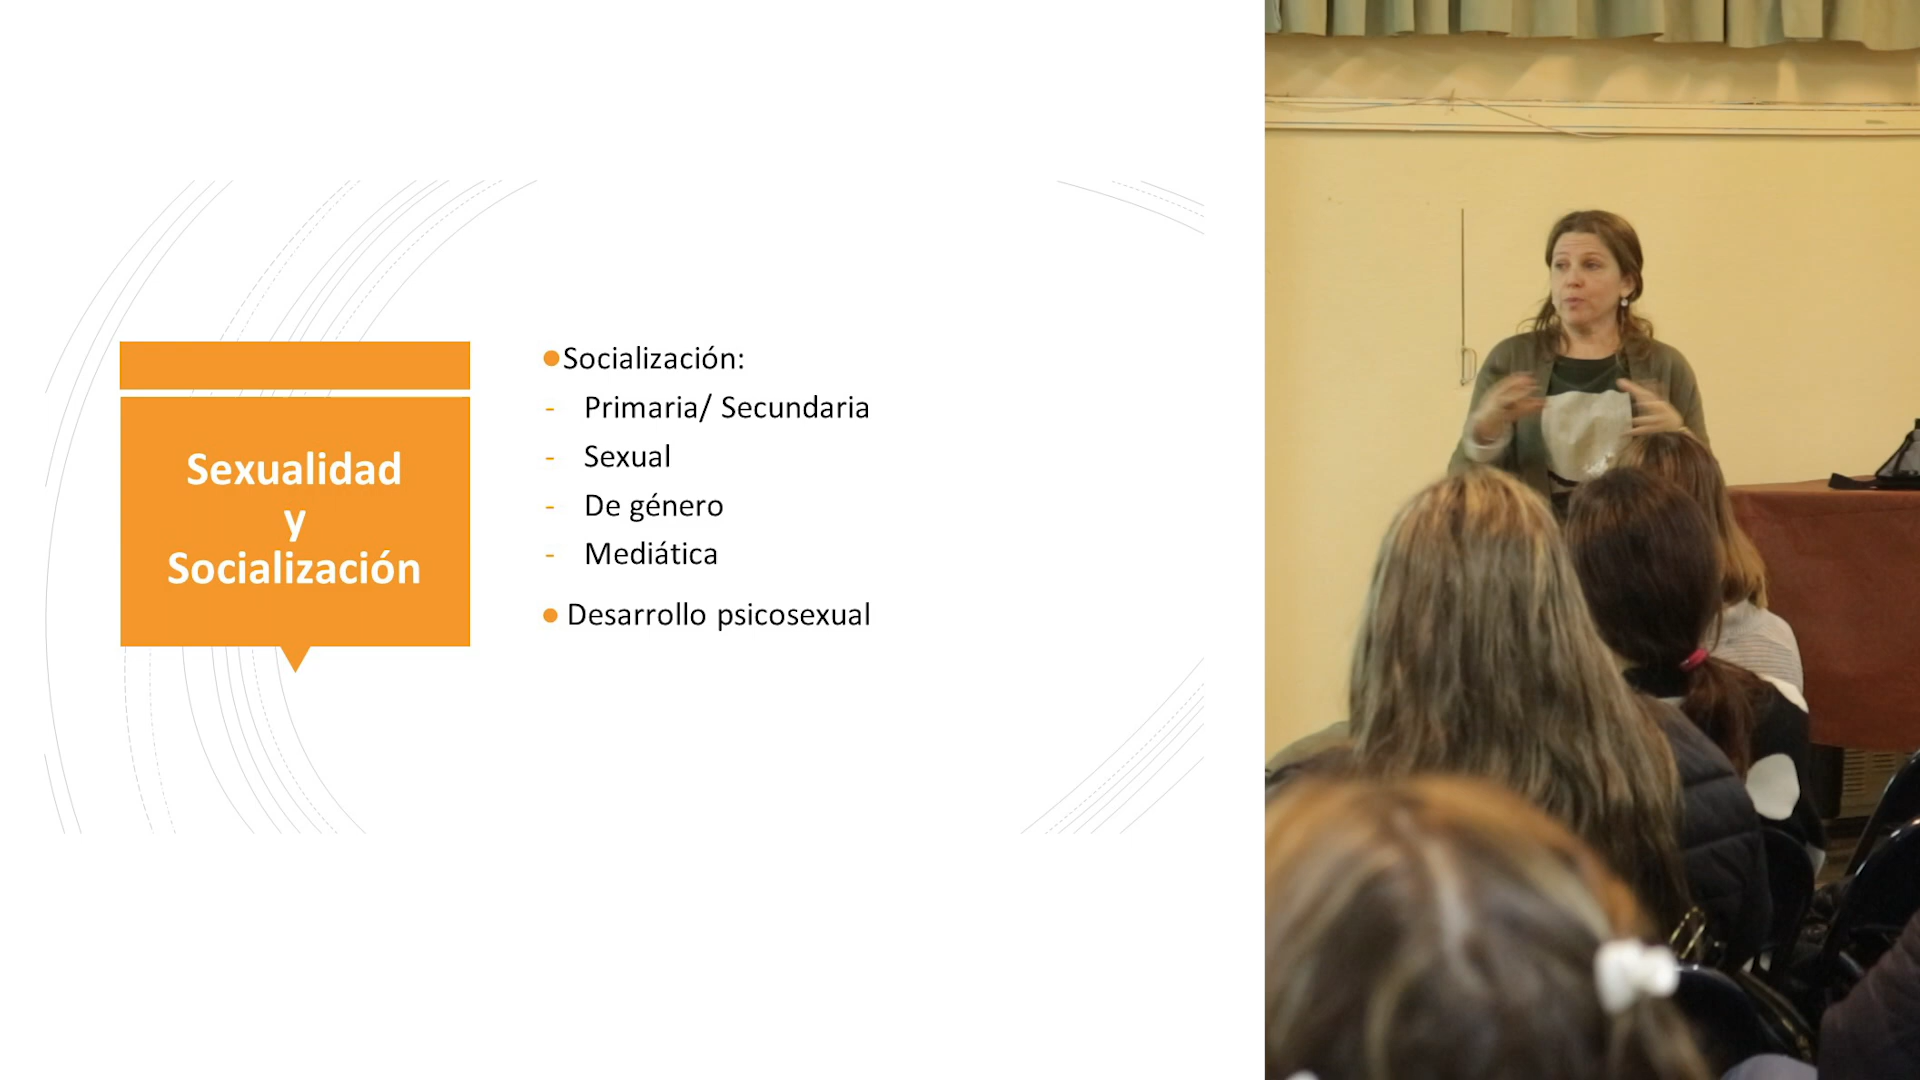 Sexualidad
y
Socialización
●Socialización:
- Primaria/ Secundaria
- Sexual
- De género
- Mediática
● Desarrollo psicosexual